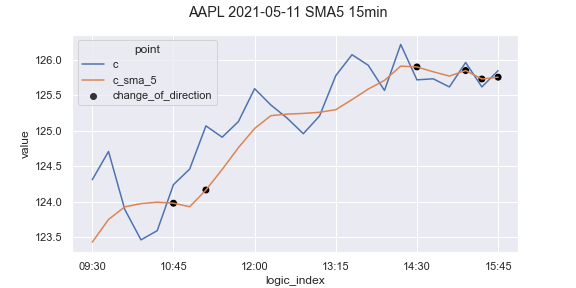 AAPL 2021-05-11 SMA5 15min
point
c
c_sma_5
change_of_direction
126.0
125.5
125.0
124.5
124.0
123.5
value
09:30 10:45 12:00 13:15 14:30 15:45
logic_index